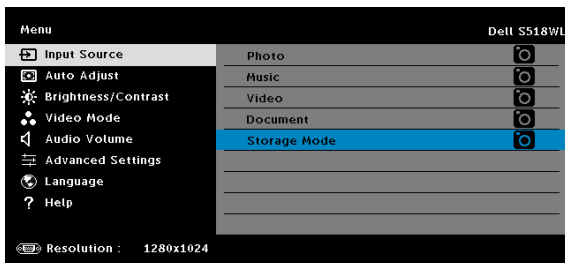 Menu
Dell S518WL
Input Source
Auto Adjust
Brightness/Contrast
Video Mode
Audio Volume
Advanced Settings
Language
? Help
Photo
Music
Video
Document
Storage Mode
Resolution : 1280x1024